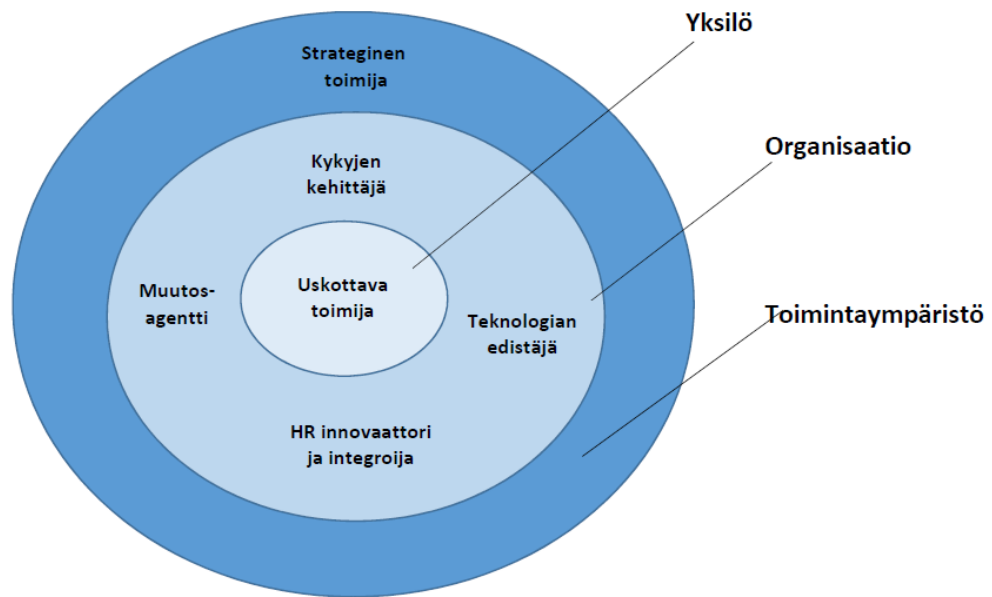 Yksilö
Strateginen
toimija
Organisaatio
Kykyjen
kehittäjä
Uskottava
toimija
Muutos-
agentti
Teknologian
edistäjä
Toimintaympäristö
HR innovaattori
ja integroija